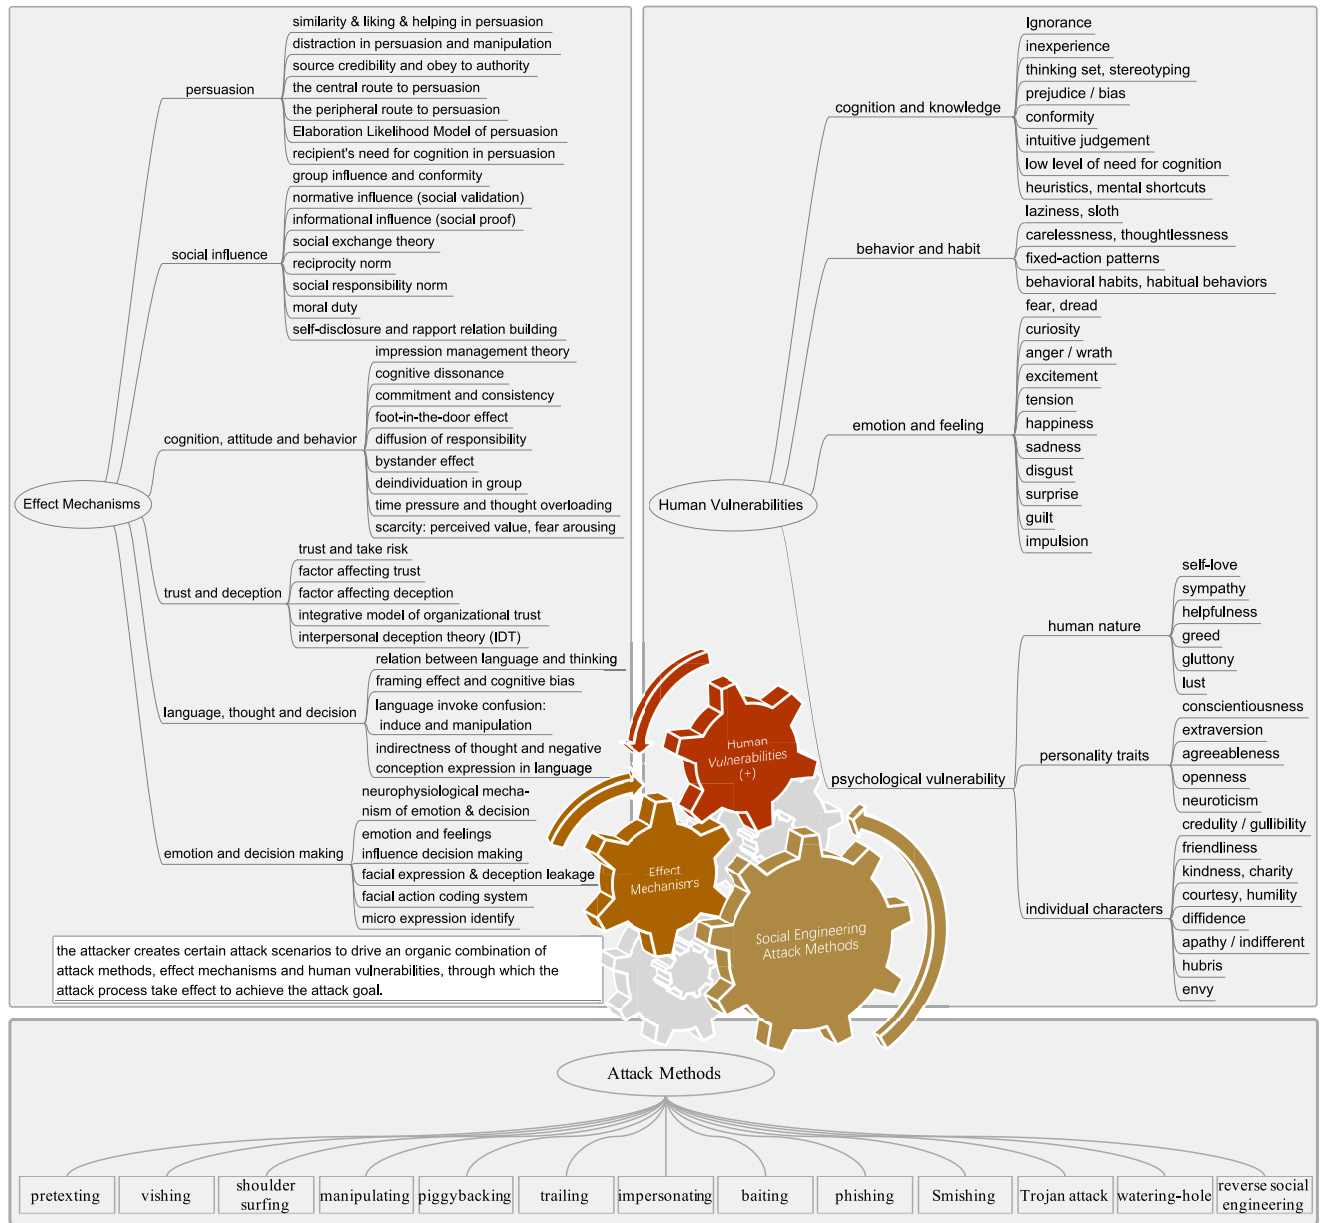 similarity & liking & helping in persuasion
distraction in persuasion and manipulation
source credibility and obey to authority
persuasion
the central route to persuasion
the peripheral route to persuasion
Elaboration Likelihood Model of persuasion
recipient's need for cognition in persuasion
group influence and conformity
normative influence (social validation)
informational influence (social proof)
social exchange theory
social influence
reciprocity norm
social responsibility norm
moral duty
self-disclosure and rapport relation building
impression management theory
cognitive dissonance
commitment and consistency
foot-in-the-door effect
cognition, attitude and behavior
diffusion of responsibility
bystander effect
deindividuation in group
time pressure and thought overloading
scarcity: perceived value, fear arousing
Effect Mechanisms
trust and take risk
factor affecting trust
trust and deception
factor affecting deception
integrative model of organizational trust
interpersonal deception theory (IDT)
relation between language and thinking
framing effect and cognitive bias
language, thought and decision
language invoke confusion:
induce and manipulation
indirectness of thought and negative
conception expression in language
neurophysiological mecha-
nism of emotion & decision
emotion and feelings
influence decision making
emotion and decision making
facial expression & deception leakage
facial action coding system
micro expression identify
the attacker creates certain attack scenarios to drive an organic combination of
attack methods, effect mechanisms and human vulnerabilities, through which the
attack process take effect to achieve the attack goal.
Ignorance
inexperience
thinking set, stereotyping
prejudice / bias
cognition and knowledge
conformity
intuitive judgement
low level of need for cognition
heuristics, mental shortcuts
laziness, sloth
carelessness, thoughtlessness
behavior and habit
fixed-action patterns
behavioral habits, habitual behaviors
fear, dread
curiosity
anger / wrath
excitement
tension
emotion and feeling
happiness
sadness
disgust
surprise
guilt
impulsion
Human Vulnerabilities
self-love
sympathy
helpfulness
human nature
greed
gluttony
lust
conscientiousness
extraversion
personality traits
agreeableness
openness
neuroticism
psychological vulnerability
credulity / gullibility
friendliness
kindness, charity
courtesy, humility
individual characters
diffidence
apathy / indifferent
hubris
envy
Human
Vulnerabilities
(+)
Effect
Mechanisms
Social Engineering
Attack Methods
Attack Methods
pretexting
vishing
shoulder
surfing
manipulating
piggybacking
trailing
impersonating
baiting
phishing
Smishing
Trojan attack
watering-hole
reverse social
engineering